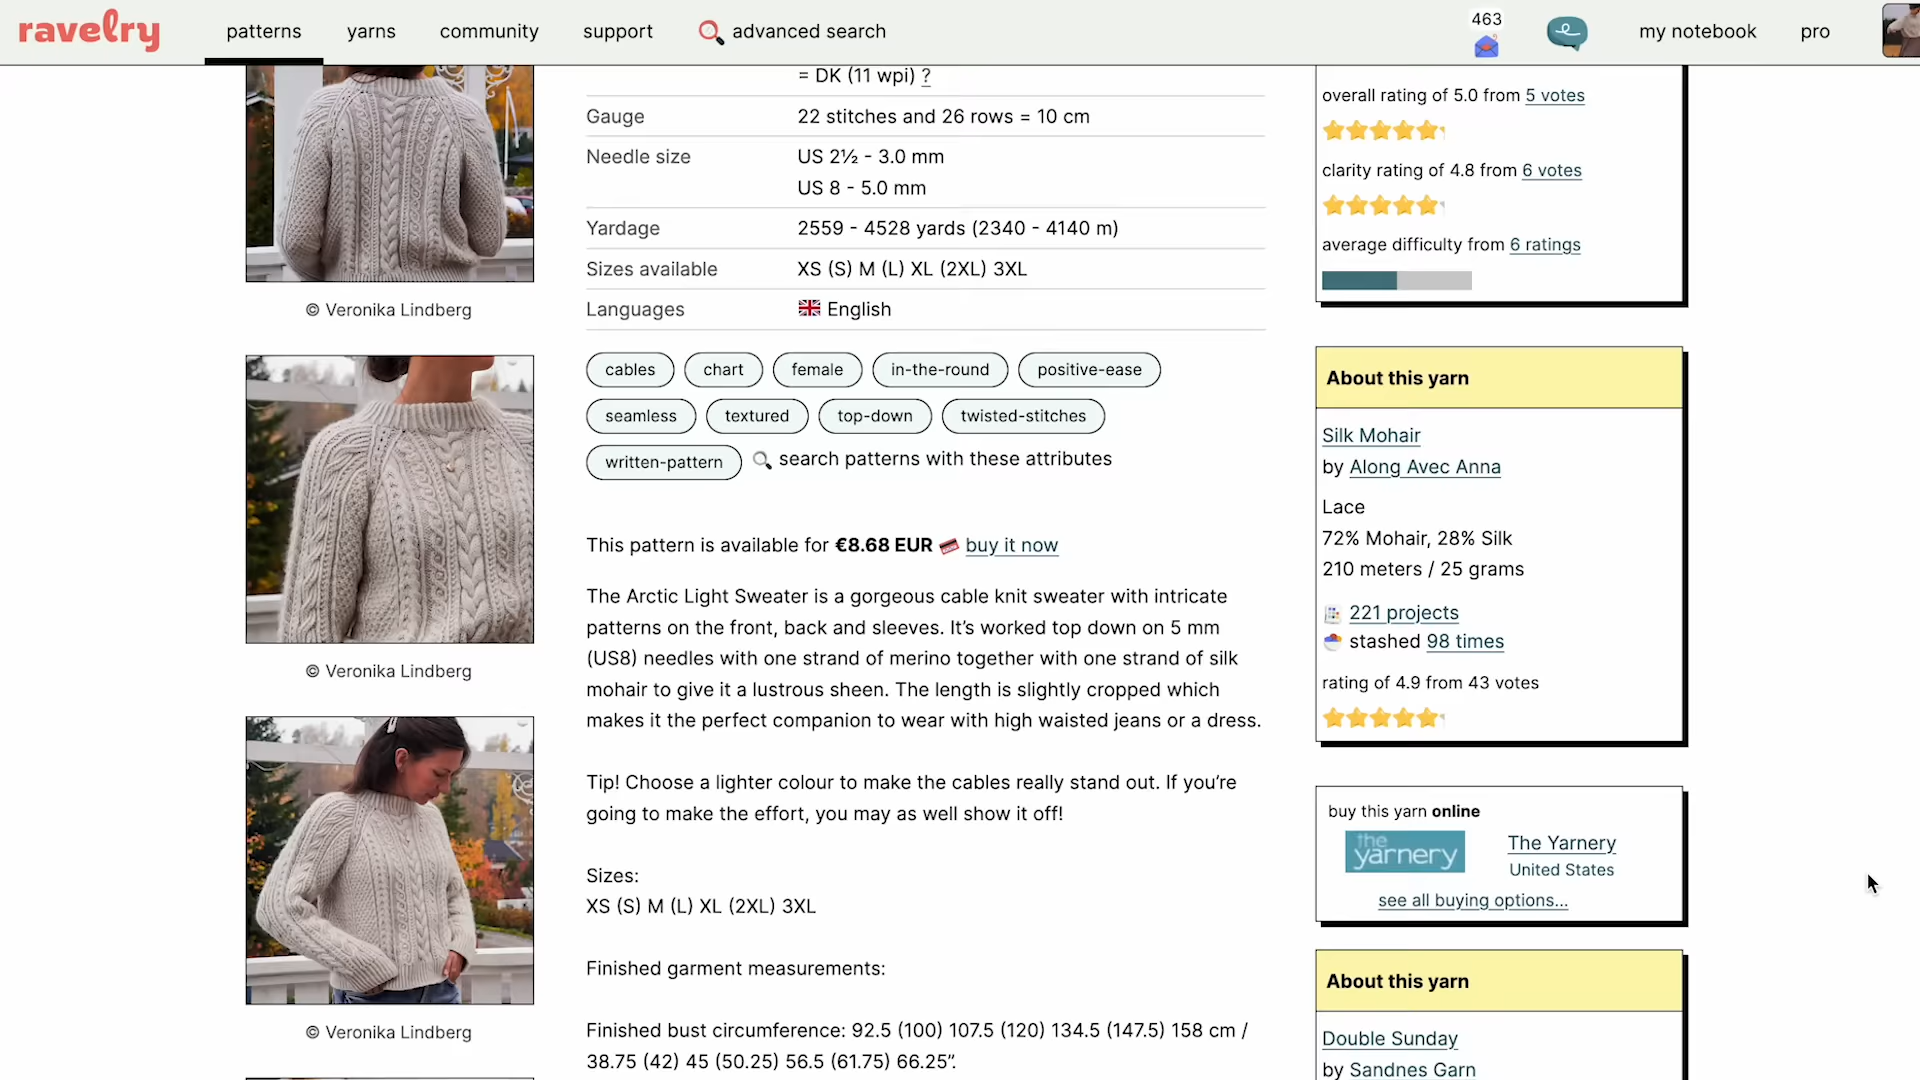 ravelry
patterns
yarns
community
support
advanced search
463
my notebook
pro
© Veronika Lindberg
© Veronika Lindberg
© Veronika Lindberg
= DK (11 wpi) ?
Gauge 22 stitches and 26 rows = 10 cm
Needle size US 2½ - 3.0 mm
US 8 - 5.0 mm
Yardage 2559 - 4528 yards (2340 - 4140 m)
Sizes available XS (S) M (L) XL (2XL) 3XL
Languages English
cables chart female in-the-round positive-ease
seamless textured top-down twisted-stitches
written-pattern search patterns with these attributes
This pattern is available for €8.68 EUR buy it now
The Arctic Light Sweater is a gorgeous cable knit sweater with intricate
patterns on the front, back and sleeves. It’s worked top down on 5 mm
(US8) needles with one strand of merino together with one strand of silk
mohair to give it a lustrous sheen. The length is slightly cropped which
makes it the perfect companion to wear with high waisted jeans or a dress.
Tip! Choose a lighter colour to make the cables really stand out. If you’re
going to make the effort, you may as well show it off!
Sizes:
XS (S) M (L) XL (2XL) 3XL
Finished garment measurements:
Finished bust circumference: 92.5 (100) 107.5 (120) 134.5 (147.5) 158 cm /
38.75 (42) 45 (50.25) 56.5 (61.75) 66.25”.
overall rating of 5.0 from 5 votes
clarity rating of 4.8 from 6 votes
average difficulty from 6 ratings
About this yarn
Silk Mohair
by Along Avec Anna
Lace
72% Mohair, 28% Silk
210 meters / 25 grams
221 projects
stashed 98 times
rating of 4.9 from 43 votes
buy this yarn online
the
yarnery
The Yarnery
United States
see all buying options...
About this yarn
Double Sunday
by Sandnes Garn